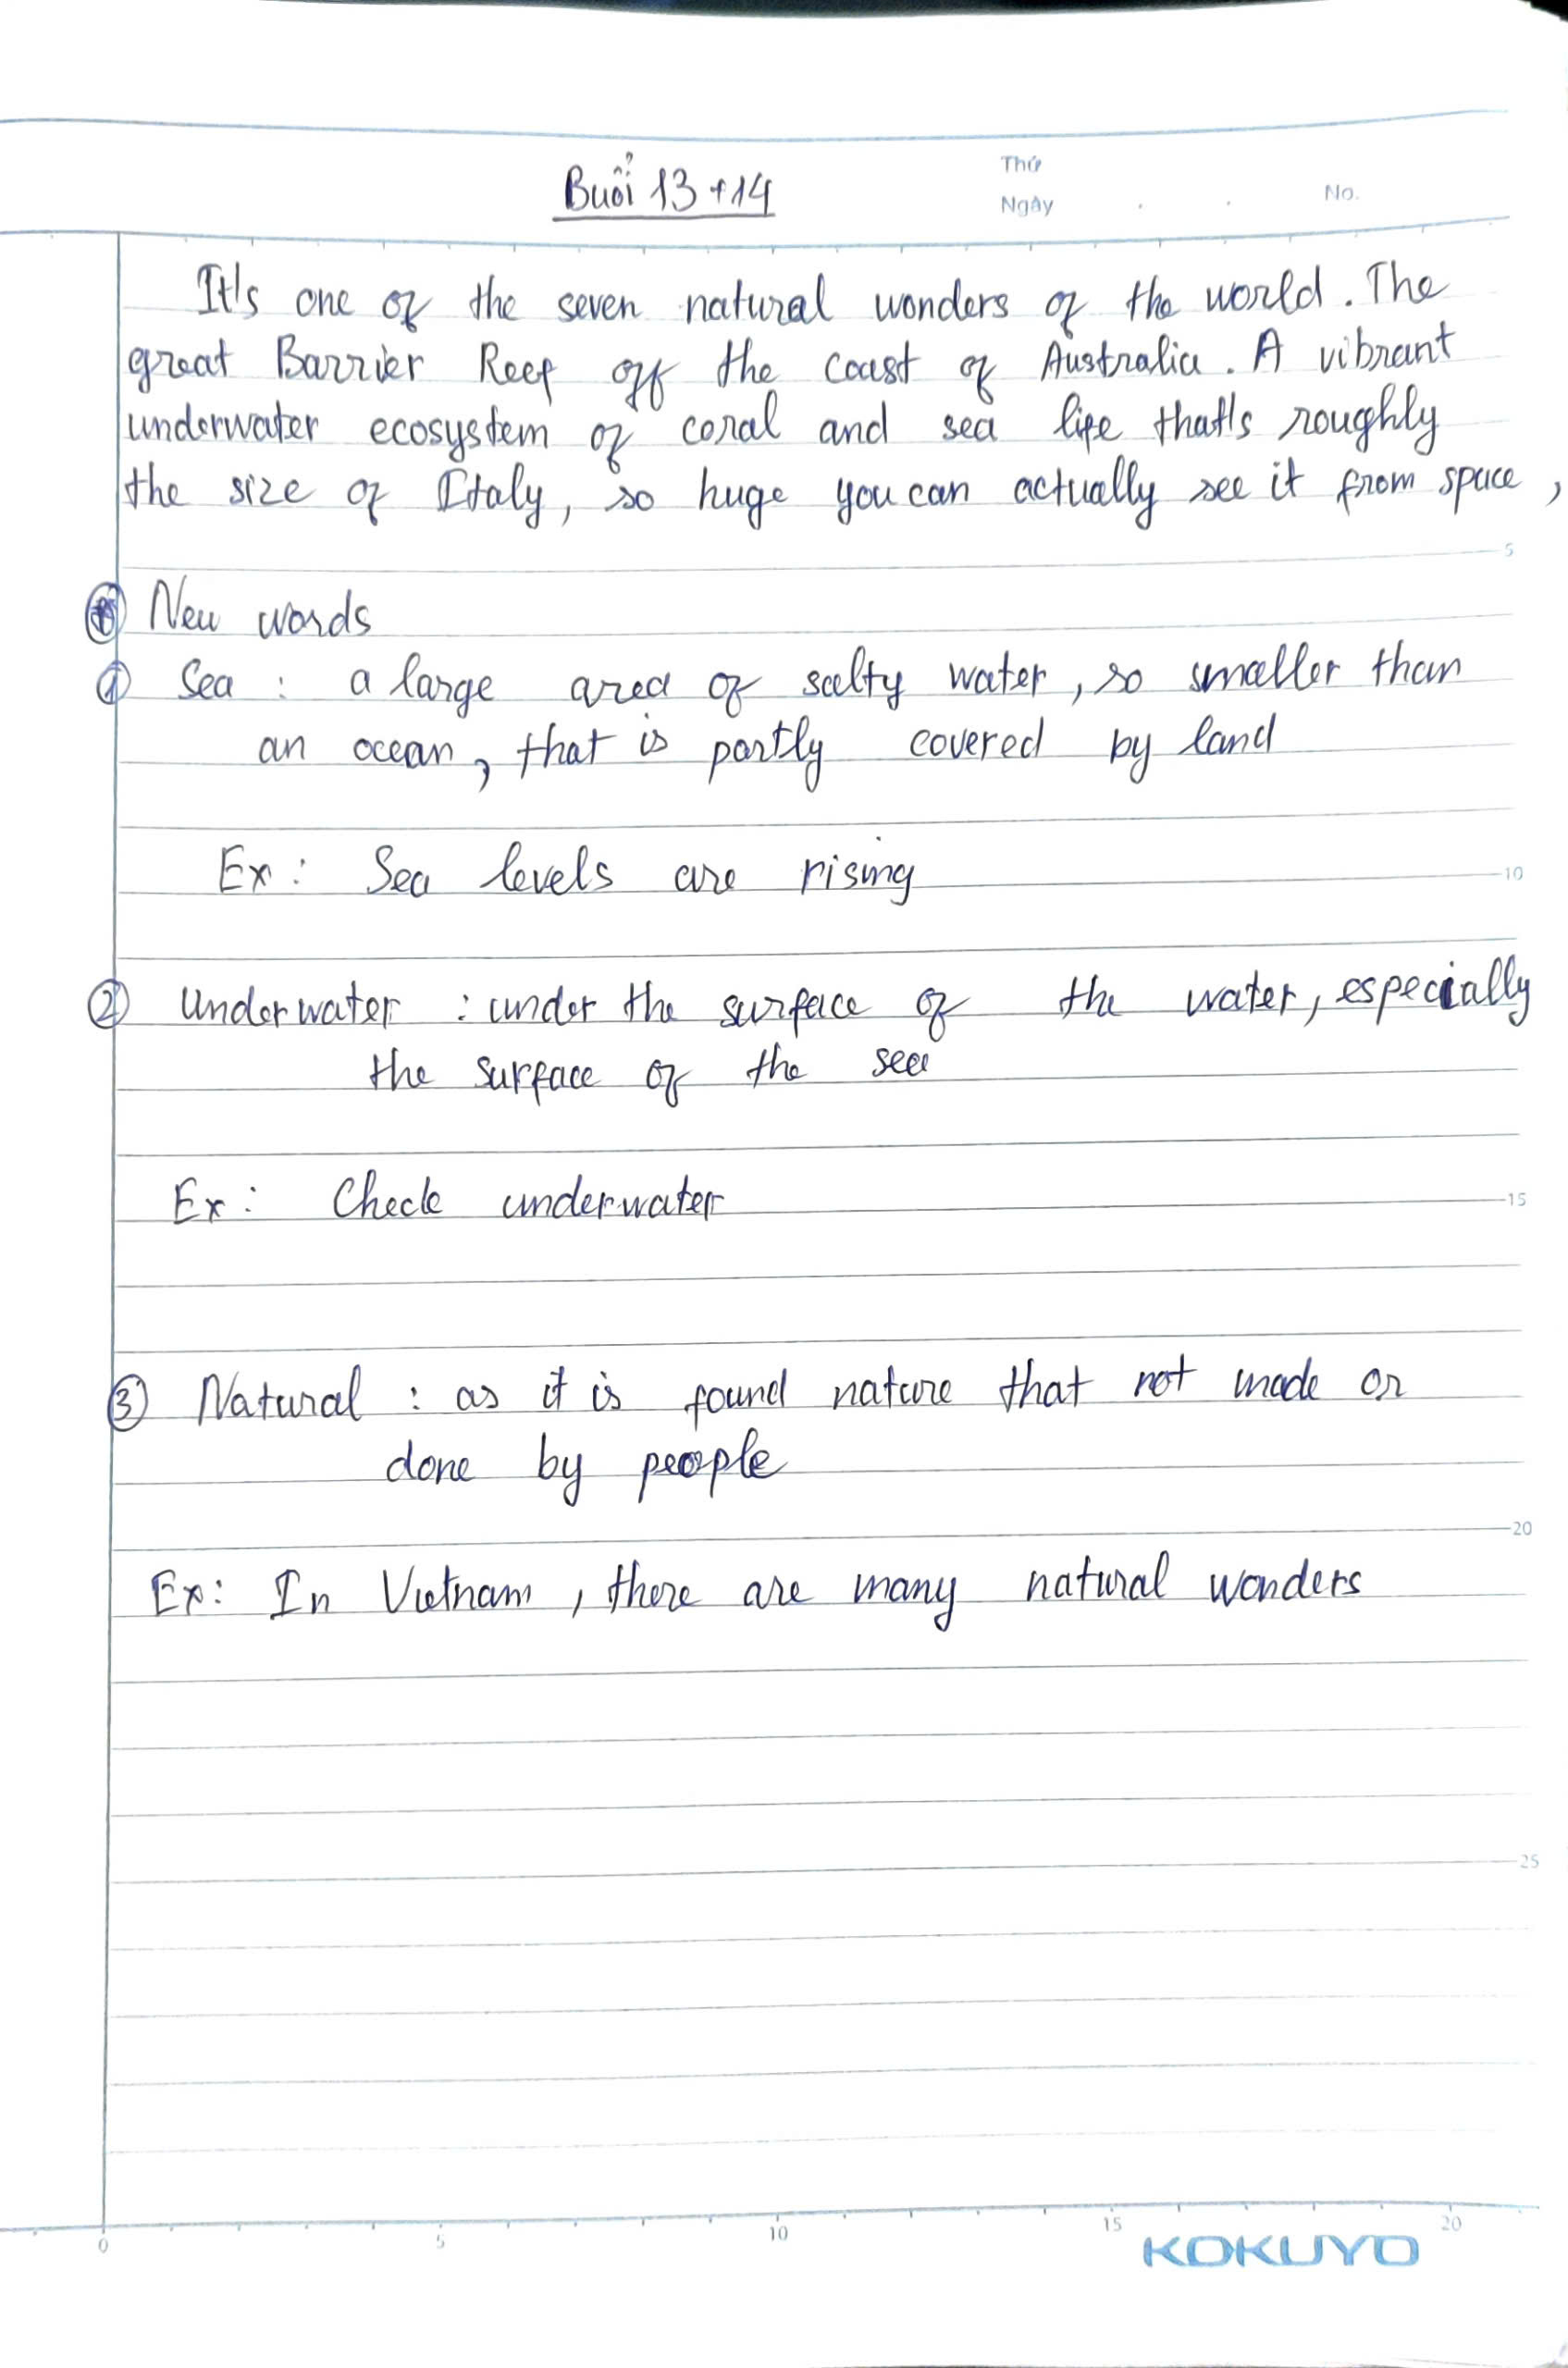 Buổi 13 + 14
Thứ
Ngày . . No.
It's one of the seven natural wonders of the world. The
great Barrier Reef off the coast of Australia. A vibrant
underwater ecosystem of coral and sea life that's roughly
the size of Italy, so huge you can actually see it from space,
5
New words
① Sea : a large area of salty water, so smaller than
an ocean, that is partly covered by land
Ex: Sea levels are rising
10
② Underwater : under the surface of the water, especially
the surface of the sea
Ex: Check underwater
15
③ Natural : as it is found nature that not made or
done by people
20
Ex: In Vietnam, there are many natural wonders
25
0 5 10 15 20
KOKUYO